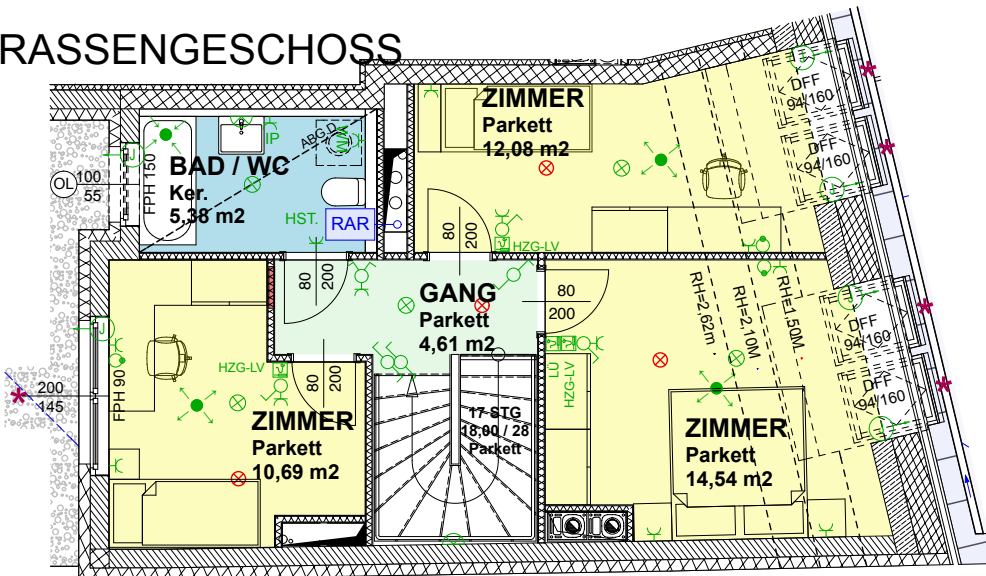 RASSENGESCHOSS
ZIMMER
Parkett
12,08 m2
DFF
94/160
DFF
94/160
BAD / WC
Ker.
5,38 m2
IP
ABG.D.
WM
FPH 150
OL
100
55
HST.
RAR
80
200
HZG-LV
80
200
GANG
Parkett
4,61 m2
80
200
RH=2,62m
RH=2,10M
RH=1,50M
DFF
94/160
DFF
94/160
LÜ
HZG-LV
HZG-LV
80
200
200
145
FPH 90
ZIMMER
Parkett
10,69 m2
17 STG
18,00 / 28
Parkett
ZIMMER
Parkett
14,54 m2